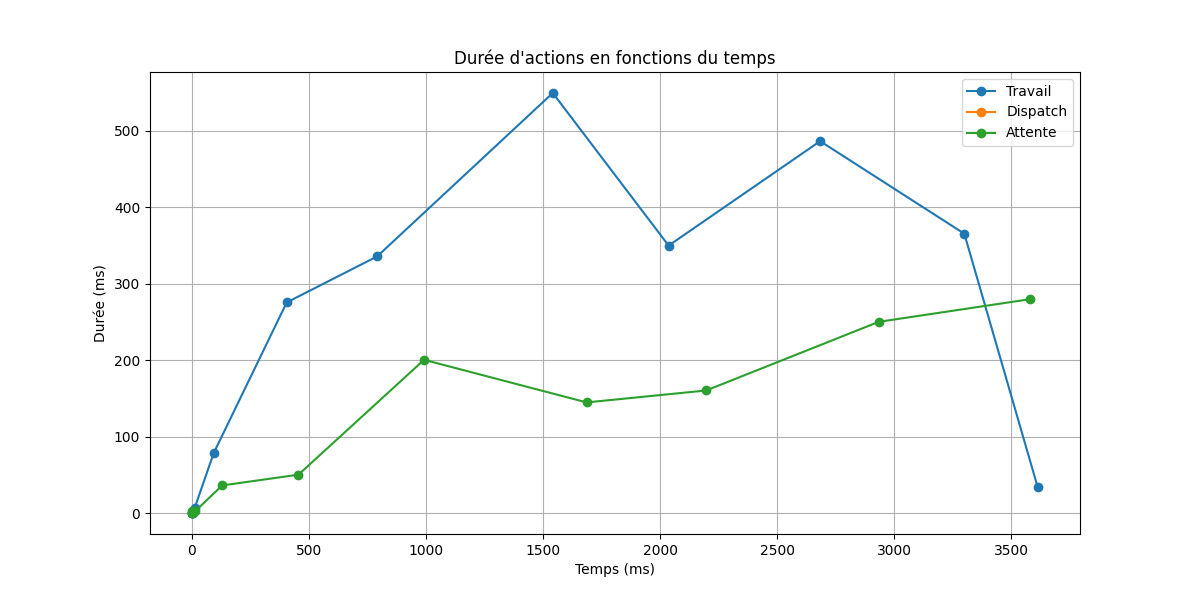 Durée d'actions en fonctions du temps
Travail
Dispatch
Attente
Durée (ms)
500
400
300
200
100
0
0 500 1000 1500 2000 2500 3000 3500
Temps (ms)